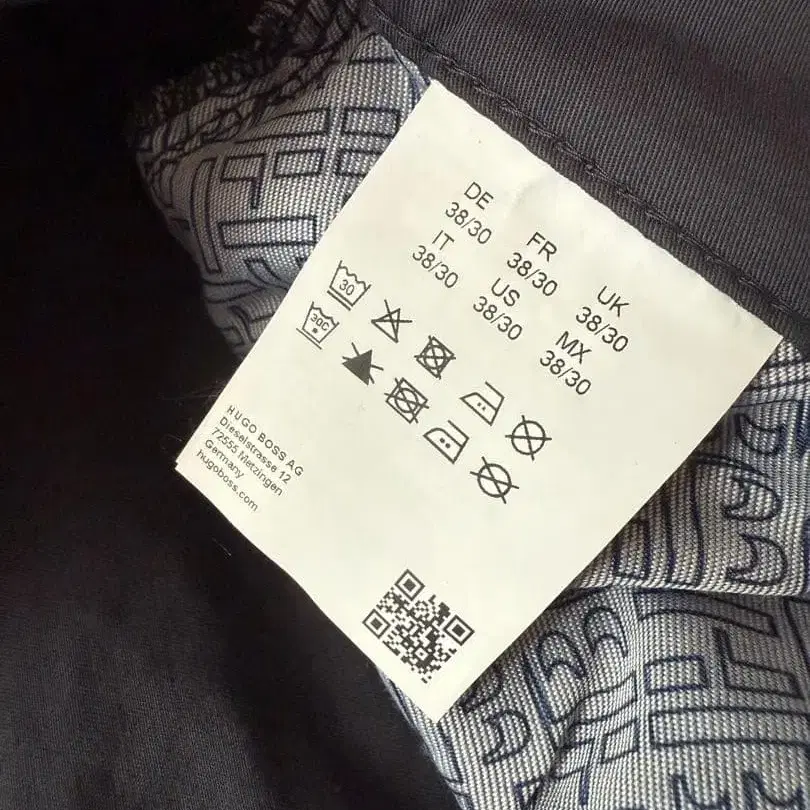 DE FR UK
38/30 38/30 38/30
IT US MX
38/30 38/30 38/30
30
30C
HUGO BOSS AG
Dieselstrasse 12
72555 Metzingen
Germany
hugoboss.com